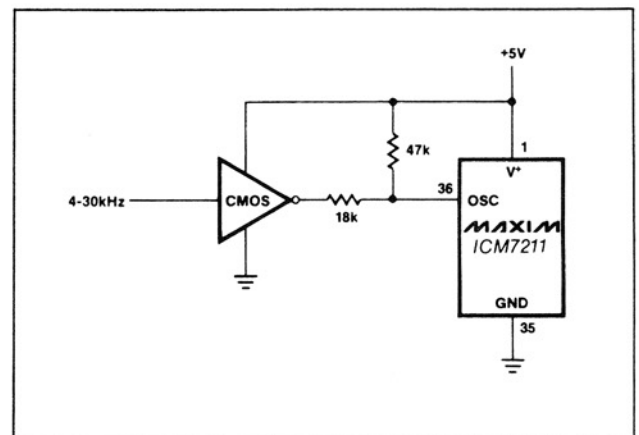 +5V
47k
1
V+
4-30kHz
CMOS
18k
36
OSC
MAXIM
ICM7211
GND
35